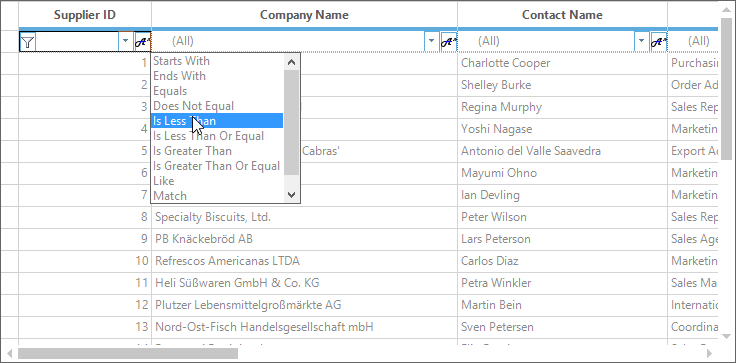 Supplier ID Company Name Contact Name
(All) (All) (All)
Starts With
Ends With
Equals
Does Not Equal
Is Less Than
Is Less Than Or Equal
Is Greater Than
Is Greater Than Or Equal
Like
Match
1 Charlotte Cooper Purchasin
2 Shelley Burke Order Ad
3 Regina Murphy Sales Rep
4 Yoshi Nagase Marketin
5 Cabras' Antonio del Valle Saavedra Export Ad
6 Mayumi Ohno Marketin
7 Ian Devling Marketin
8 Specialty Biscuits, Ltd. Peter Wilson Sales Rep
9 PB Knäckebröd AB Lars Peterson Sales Age
10 Refrescos Americanas LTDA Carlos Diaz Marketin
11 Heli Süßwaren GmbH & Co. KG Petra Winkler Sales Ma
12 Plutzer Lebensmittelgroßmärkte AG Martin Bein Internatio
13 Nord-Ost-Fisch Handelsgesellschaft mbH Sven Petersen Coordina